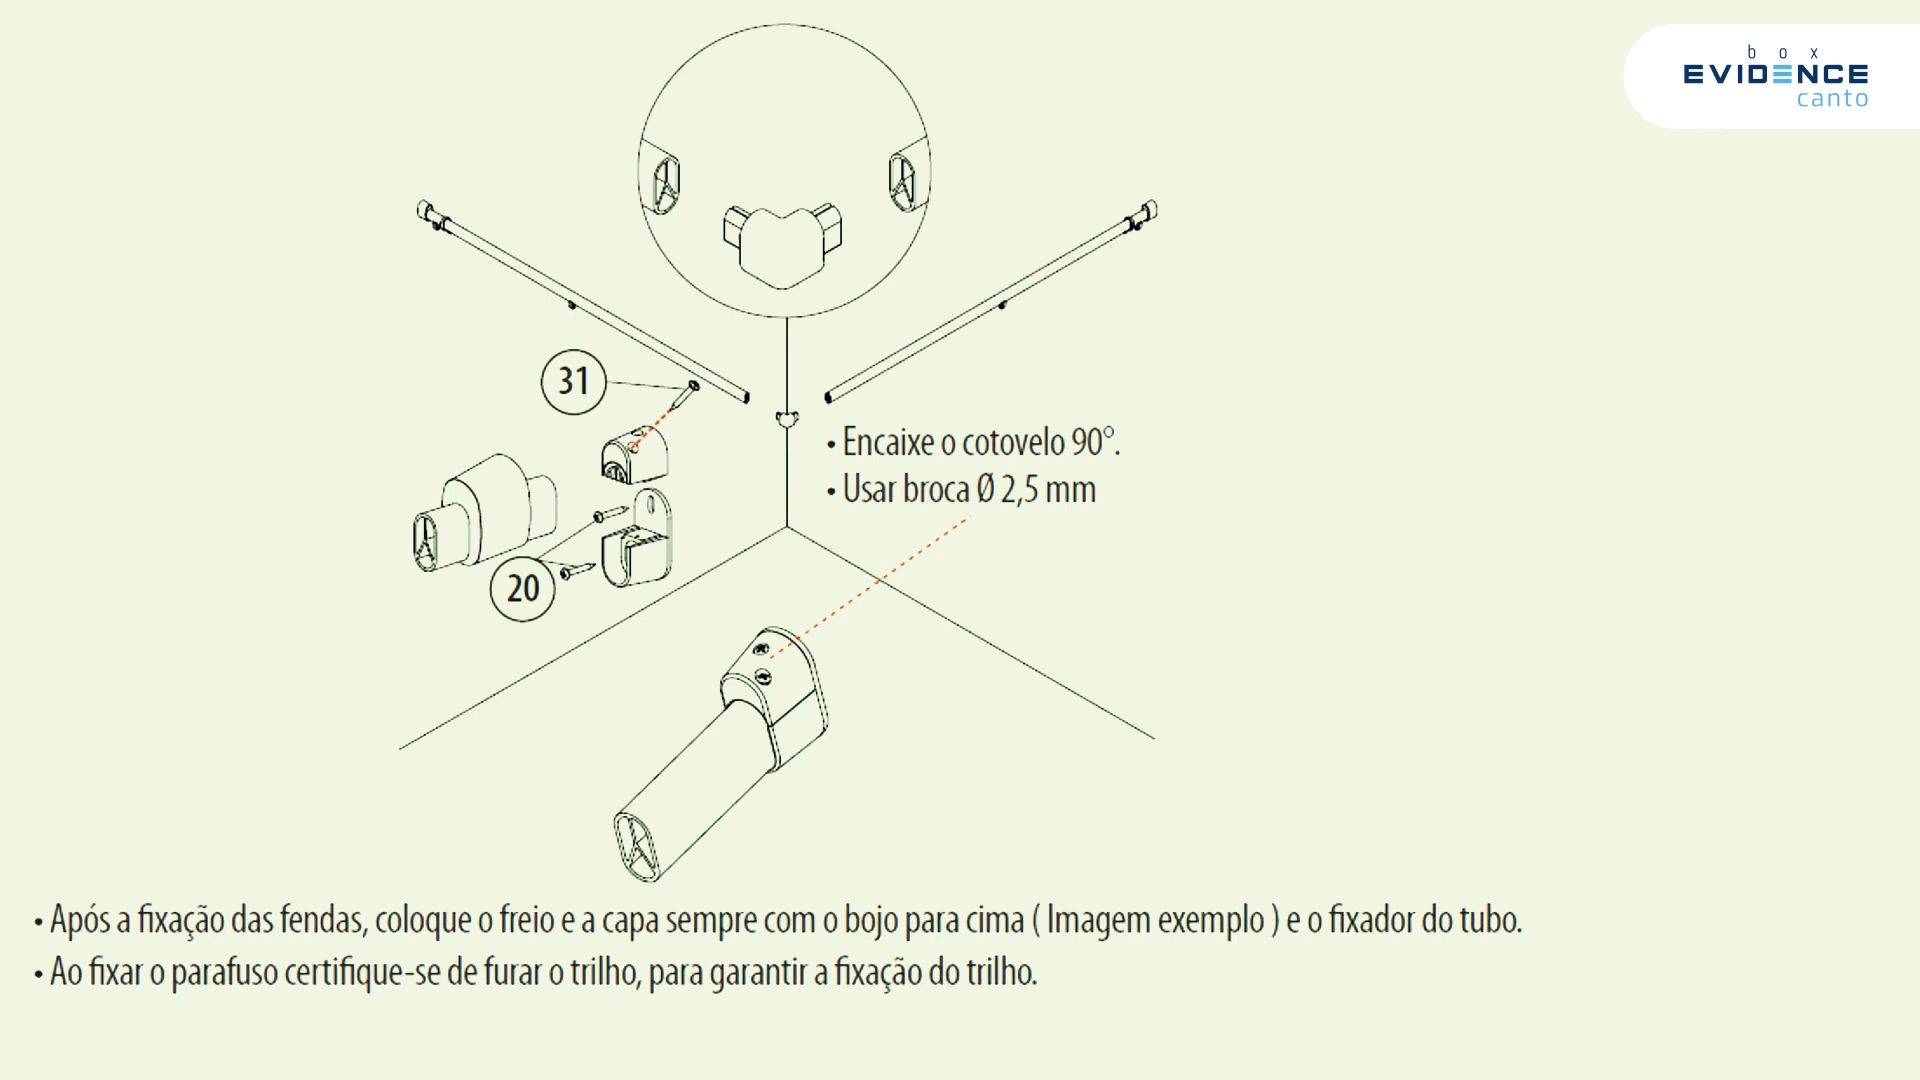 box
EVIDENCE
canto
31
• Encaixe o cotovelo 90°.
• Usar broca Ø 2,5 mm
20
• Após a fixação das fendas, coloque o freio e a capa sempre com o bojo para cima ( Imagem exemplo ) e o fixador do tubo.
• Ao fixar o parafuso certifique-se de furar o trilho, para garantir a fixação do trilho.